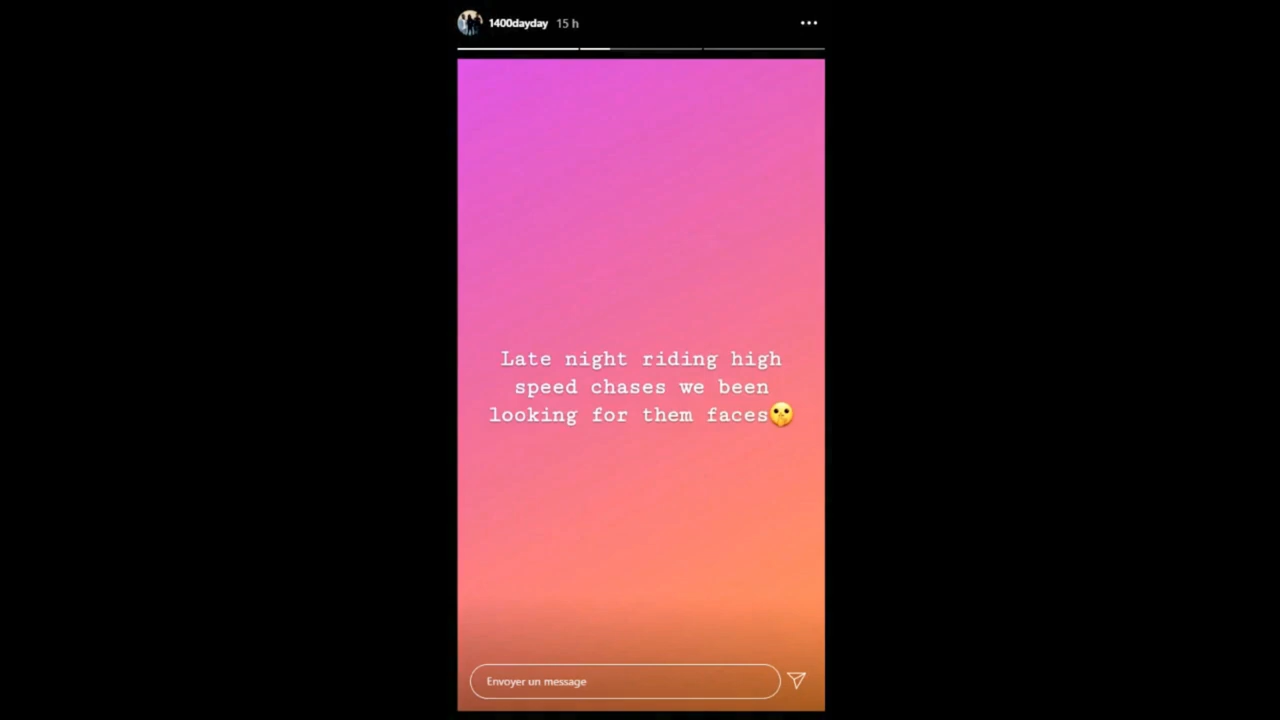 1400dayday 15 h
Late night riding high
speed chases we been
looking for them faces🤫
Envoyer un message